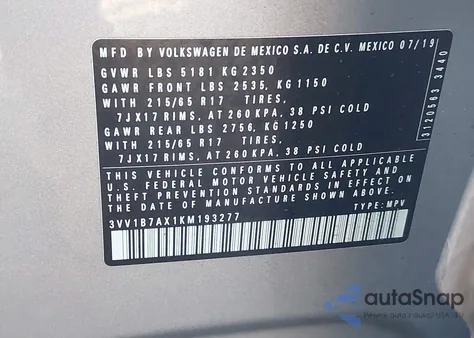 MFD BY VOLKSWAGEN DE MEXICO S.A. DE C.V. MEXICO 07/19
GVWR LBS 5181 KG 2350
GAWR FRONT LBS 2535, KG 1150
WITH 215/65 R17 TIRES,
7JX17 RIMS, AT 260 KPA, 38 PSI COLD
GAWR REAR LBS 2756, KG 1250
WITH 215/65 R17 TIRES,
7JX17 RIMS, AT 260 KPA, 38 PSI COLD
THIS VEHICLE CONFORMS TO ALL APPLICABLE
U.S. FEDERAL MOTOR VEHICLE SAFETY AND
THEFT PREVENTION STANDARDS IN EFFECT ON
THE DATE OF MANUFACTURE SHOWN ABOVE.
3VV1B7AX1KM193277 TYPE: MPV
3120563 3440
autoSnap